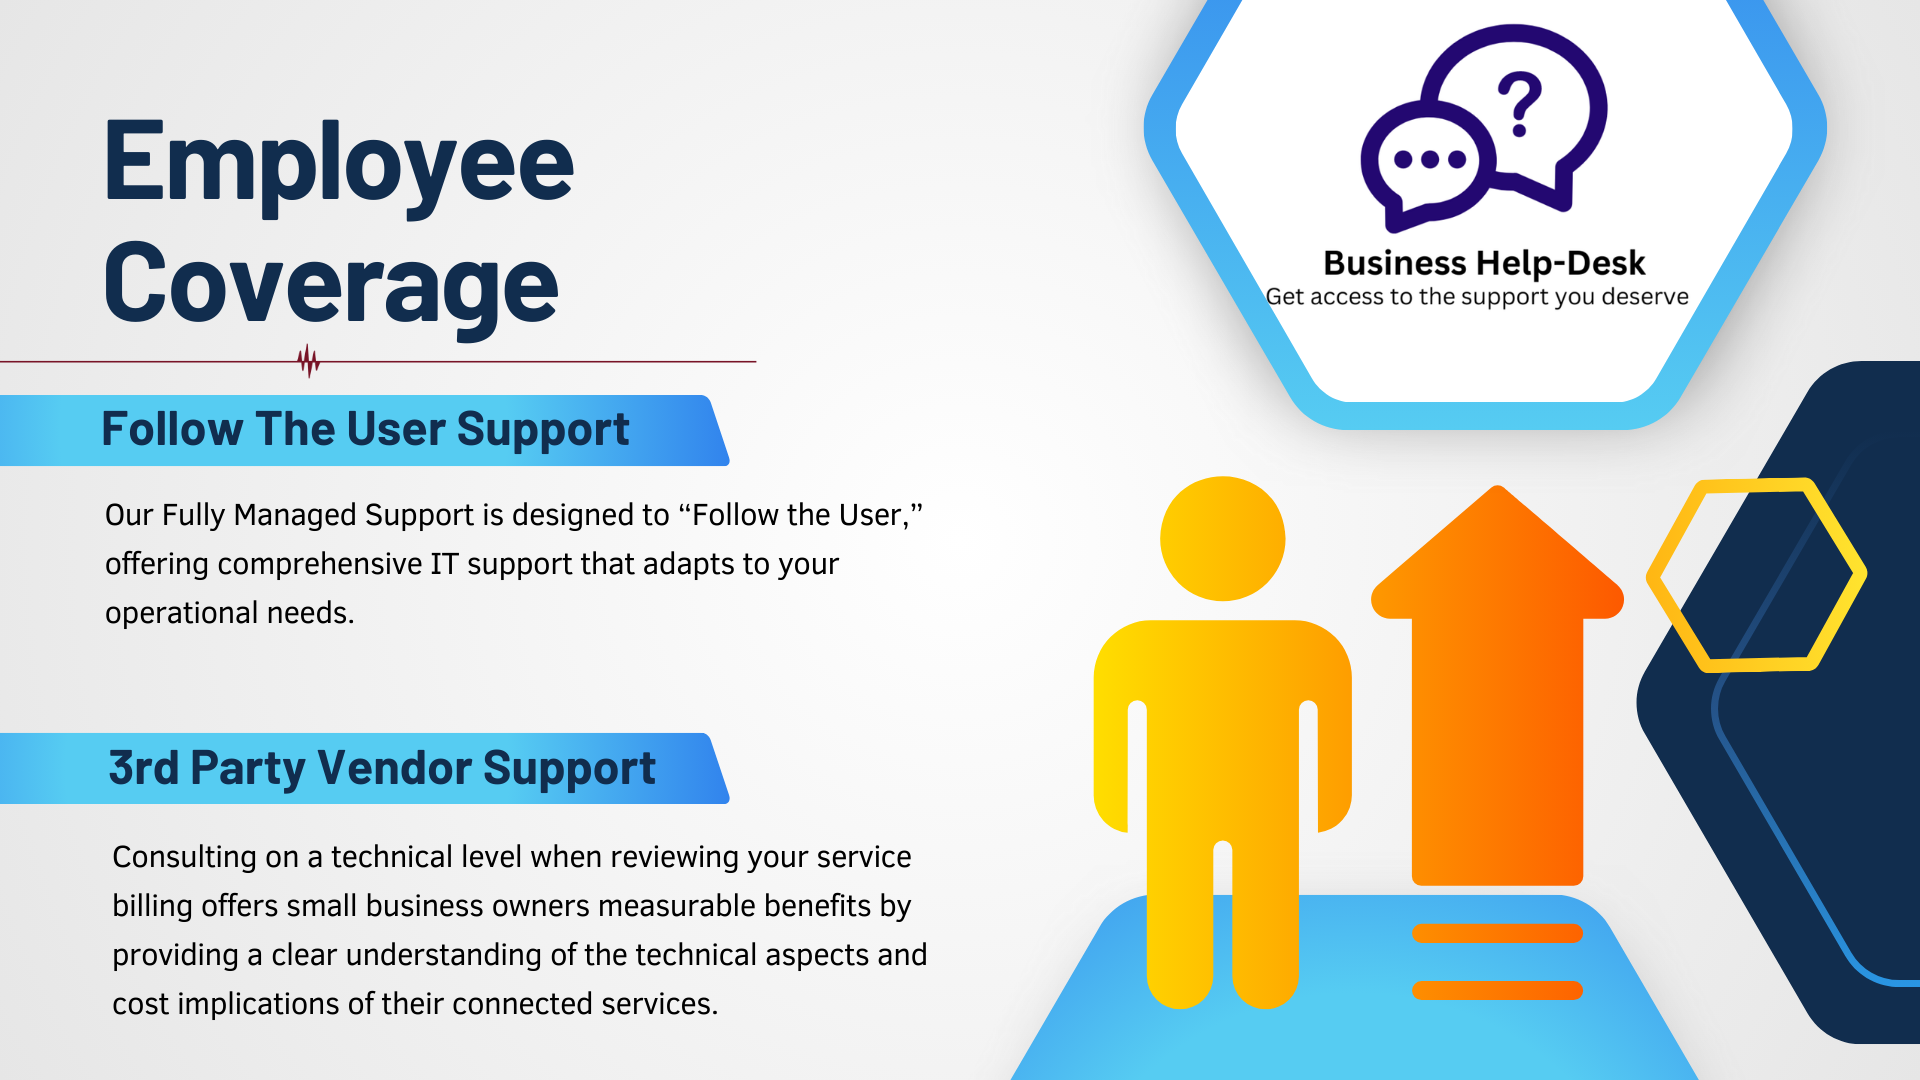 Employee
Coverage
Follow The User Support
Our Fully Managed Support is designed to “Follow the User,”
offering comprehensive IT support that adapts to your
operational needs.
3rd Party Vendor Support
Consulting on a technical level when reviewing your service
billing offers small business owners measurable benefits by
providing a clear understanding of the technical aspects and
cost implications of their connected services.
?
Business Help-Desk
Get access to the support you deserve